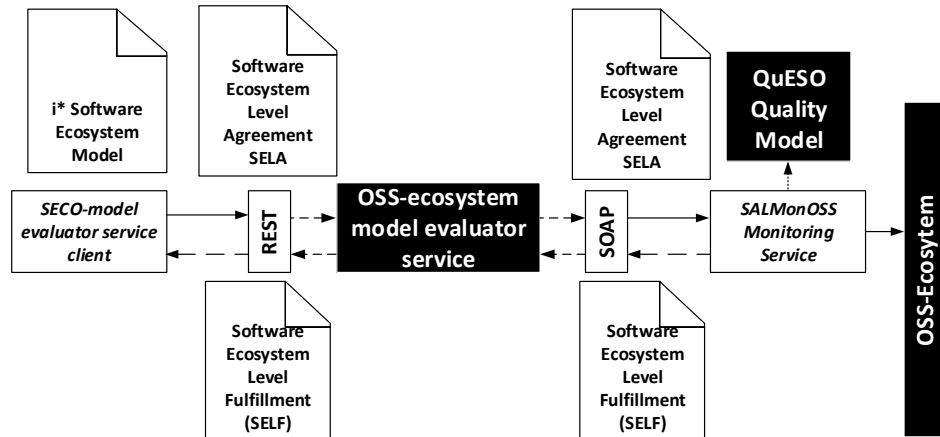 i* Software
Ecosystem
Model
Software
Ecosystem
Level
Agreement
SELA
Software
Ecosystem
Level
Agreement
SELA
QuESO
Quality
Model
SECO-model
evaluator service
client
REST
OSS-ecosystem
model evaluator
service
SOAP
SALMonOSS
Monitoring
Service
OSS-Ecosytem
Software
Ecosystem
Level
Fulfillment
(SELF)
Software
Ecosystem
Level
Fulfillment
(SELF)